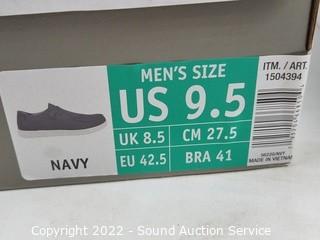 MEN'S SIZE
US 9.5
UK 8.5 CM 27.5
EU 42.5 BRA 41
NAVY
ITM. / ART.
1504394
MADE IN VIETNAM
Copyright © 2022 - Sound Auction Service